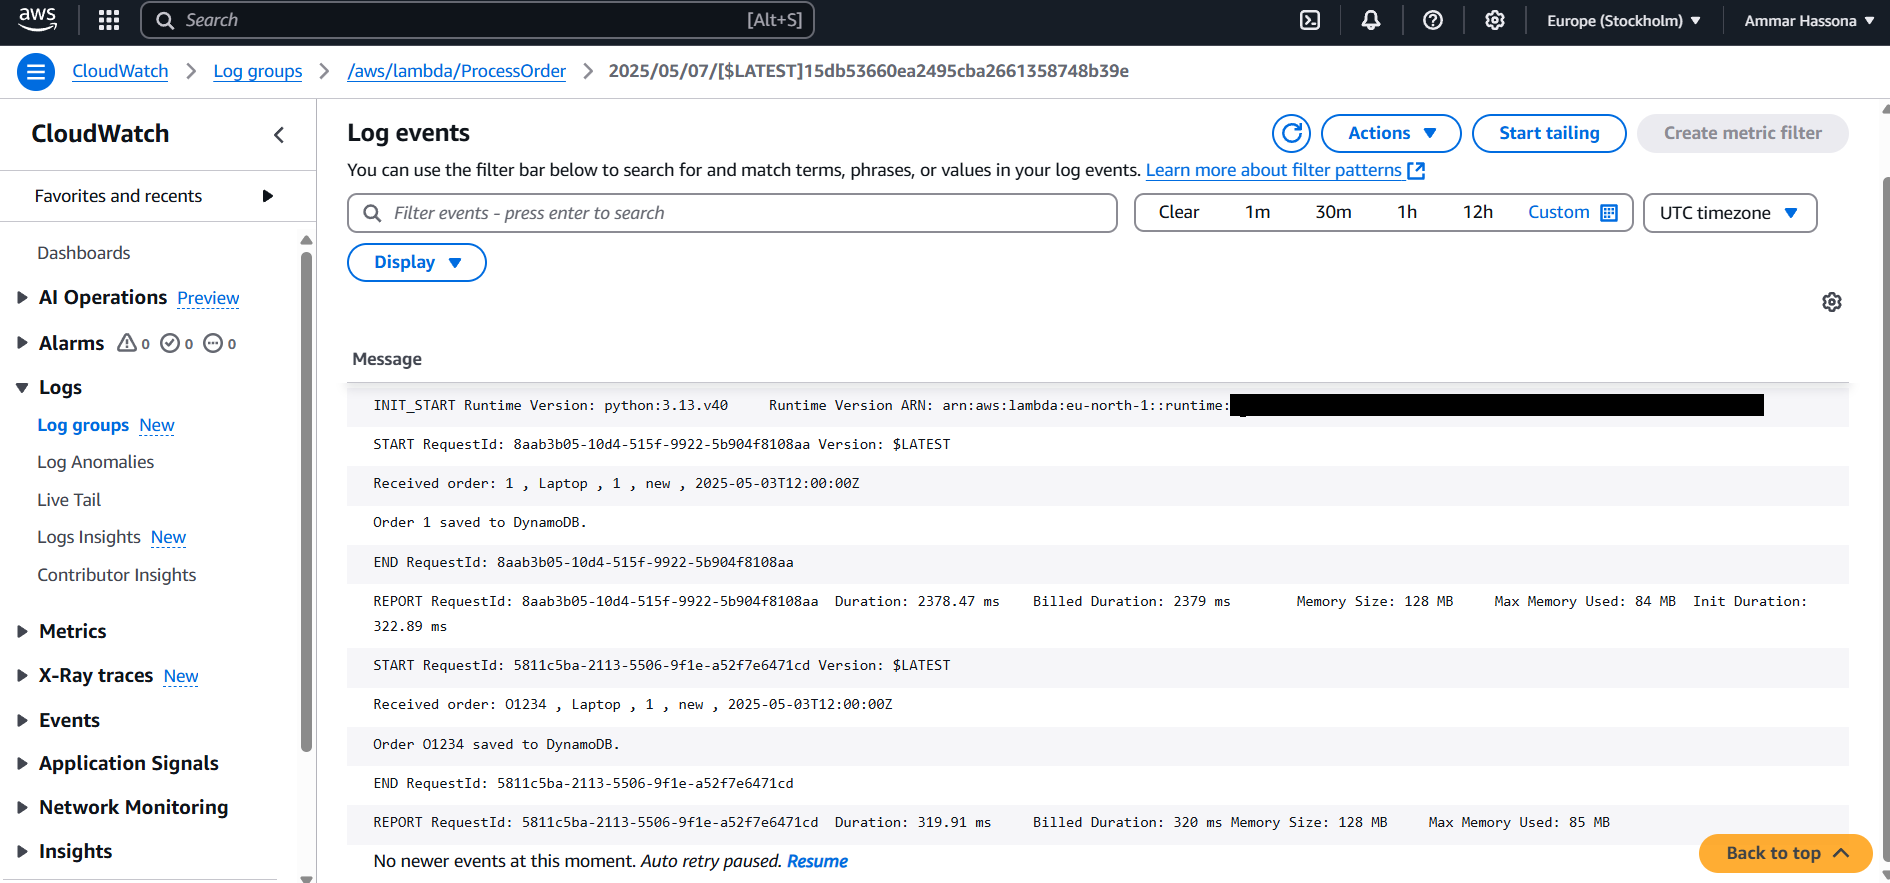 aws
Search [Alt+S]
Europe (Stockholm)
Ammar Hassona
CloudWatch
Log groups
/aws/lambda/ProcessOrder
2025/05/07/[$LATEST]15db53660ea2495cba2661358748b39e
CloudWatch
Favorites and recents
Dashboards
AI Operations Preview
Alarms 0 0 0
Logs
Log groups New
Log Anomalies
Live Tail
Logs Insights New
Contributor Insights
Metrics
X-Ray traces New
Events
Application Signals
Network Monitoring
Insights
Log events
Actions
Start tailing
Create metric filter
You can use the filter bar below to search for and match terms, phrases, or values in your log events. Learn more about filter patterns
Filter events - press enter to search
Clear 1m 30m 1h 12h Custom
UTC timezone
Display
Message
INIT_START Runtime Version: python:3.13.v40 Runtime Version ARN: arn:aws:lambda:eu-north-1::runtime:
START RequestId: 8aab3b05-10d4-515f-9922-5b904f8108aa Version: $LATEST
Received order: 1 , Laptop , 1 , new , 2025-05-03T12:00:00Z
Order 1 saved to DynamoDB.
END RequestId: 8aab3b05-10d4-515f-9922-5b904f8108aa
REPORT RequestId: 8aab3b05-10d4-515f-9922-5b904f8108aa Duration: 2378.47 ms Billed Duration: 2379 ms Memory Size: 128 MB Max Memory Used: 84 MB Init Duration:
322.89 ms
START RequestId: 5811c5ba-2113-5506-9f1e-a52f7e6471cd Version: $LATEST
Received order: O1234 , Laptop , 1 , new , 2025-05-03T12:00:00Z
Order O1234 saved to DynamoDB.
END RequestId: 5811c5ba-2113-5506-9f1e-a52f7e6471cd
REPORT RequestId: 5811c5ba-2113-5506-9f1e-a52f7e6471cd Duration: 319.91 ms Billed Duration: 320 ms Memory Size: 128 MB Max Memory Used: 85 MB
No newer events at this moment. Auto retry paused. Resume
Back to top